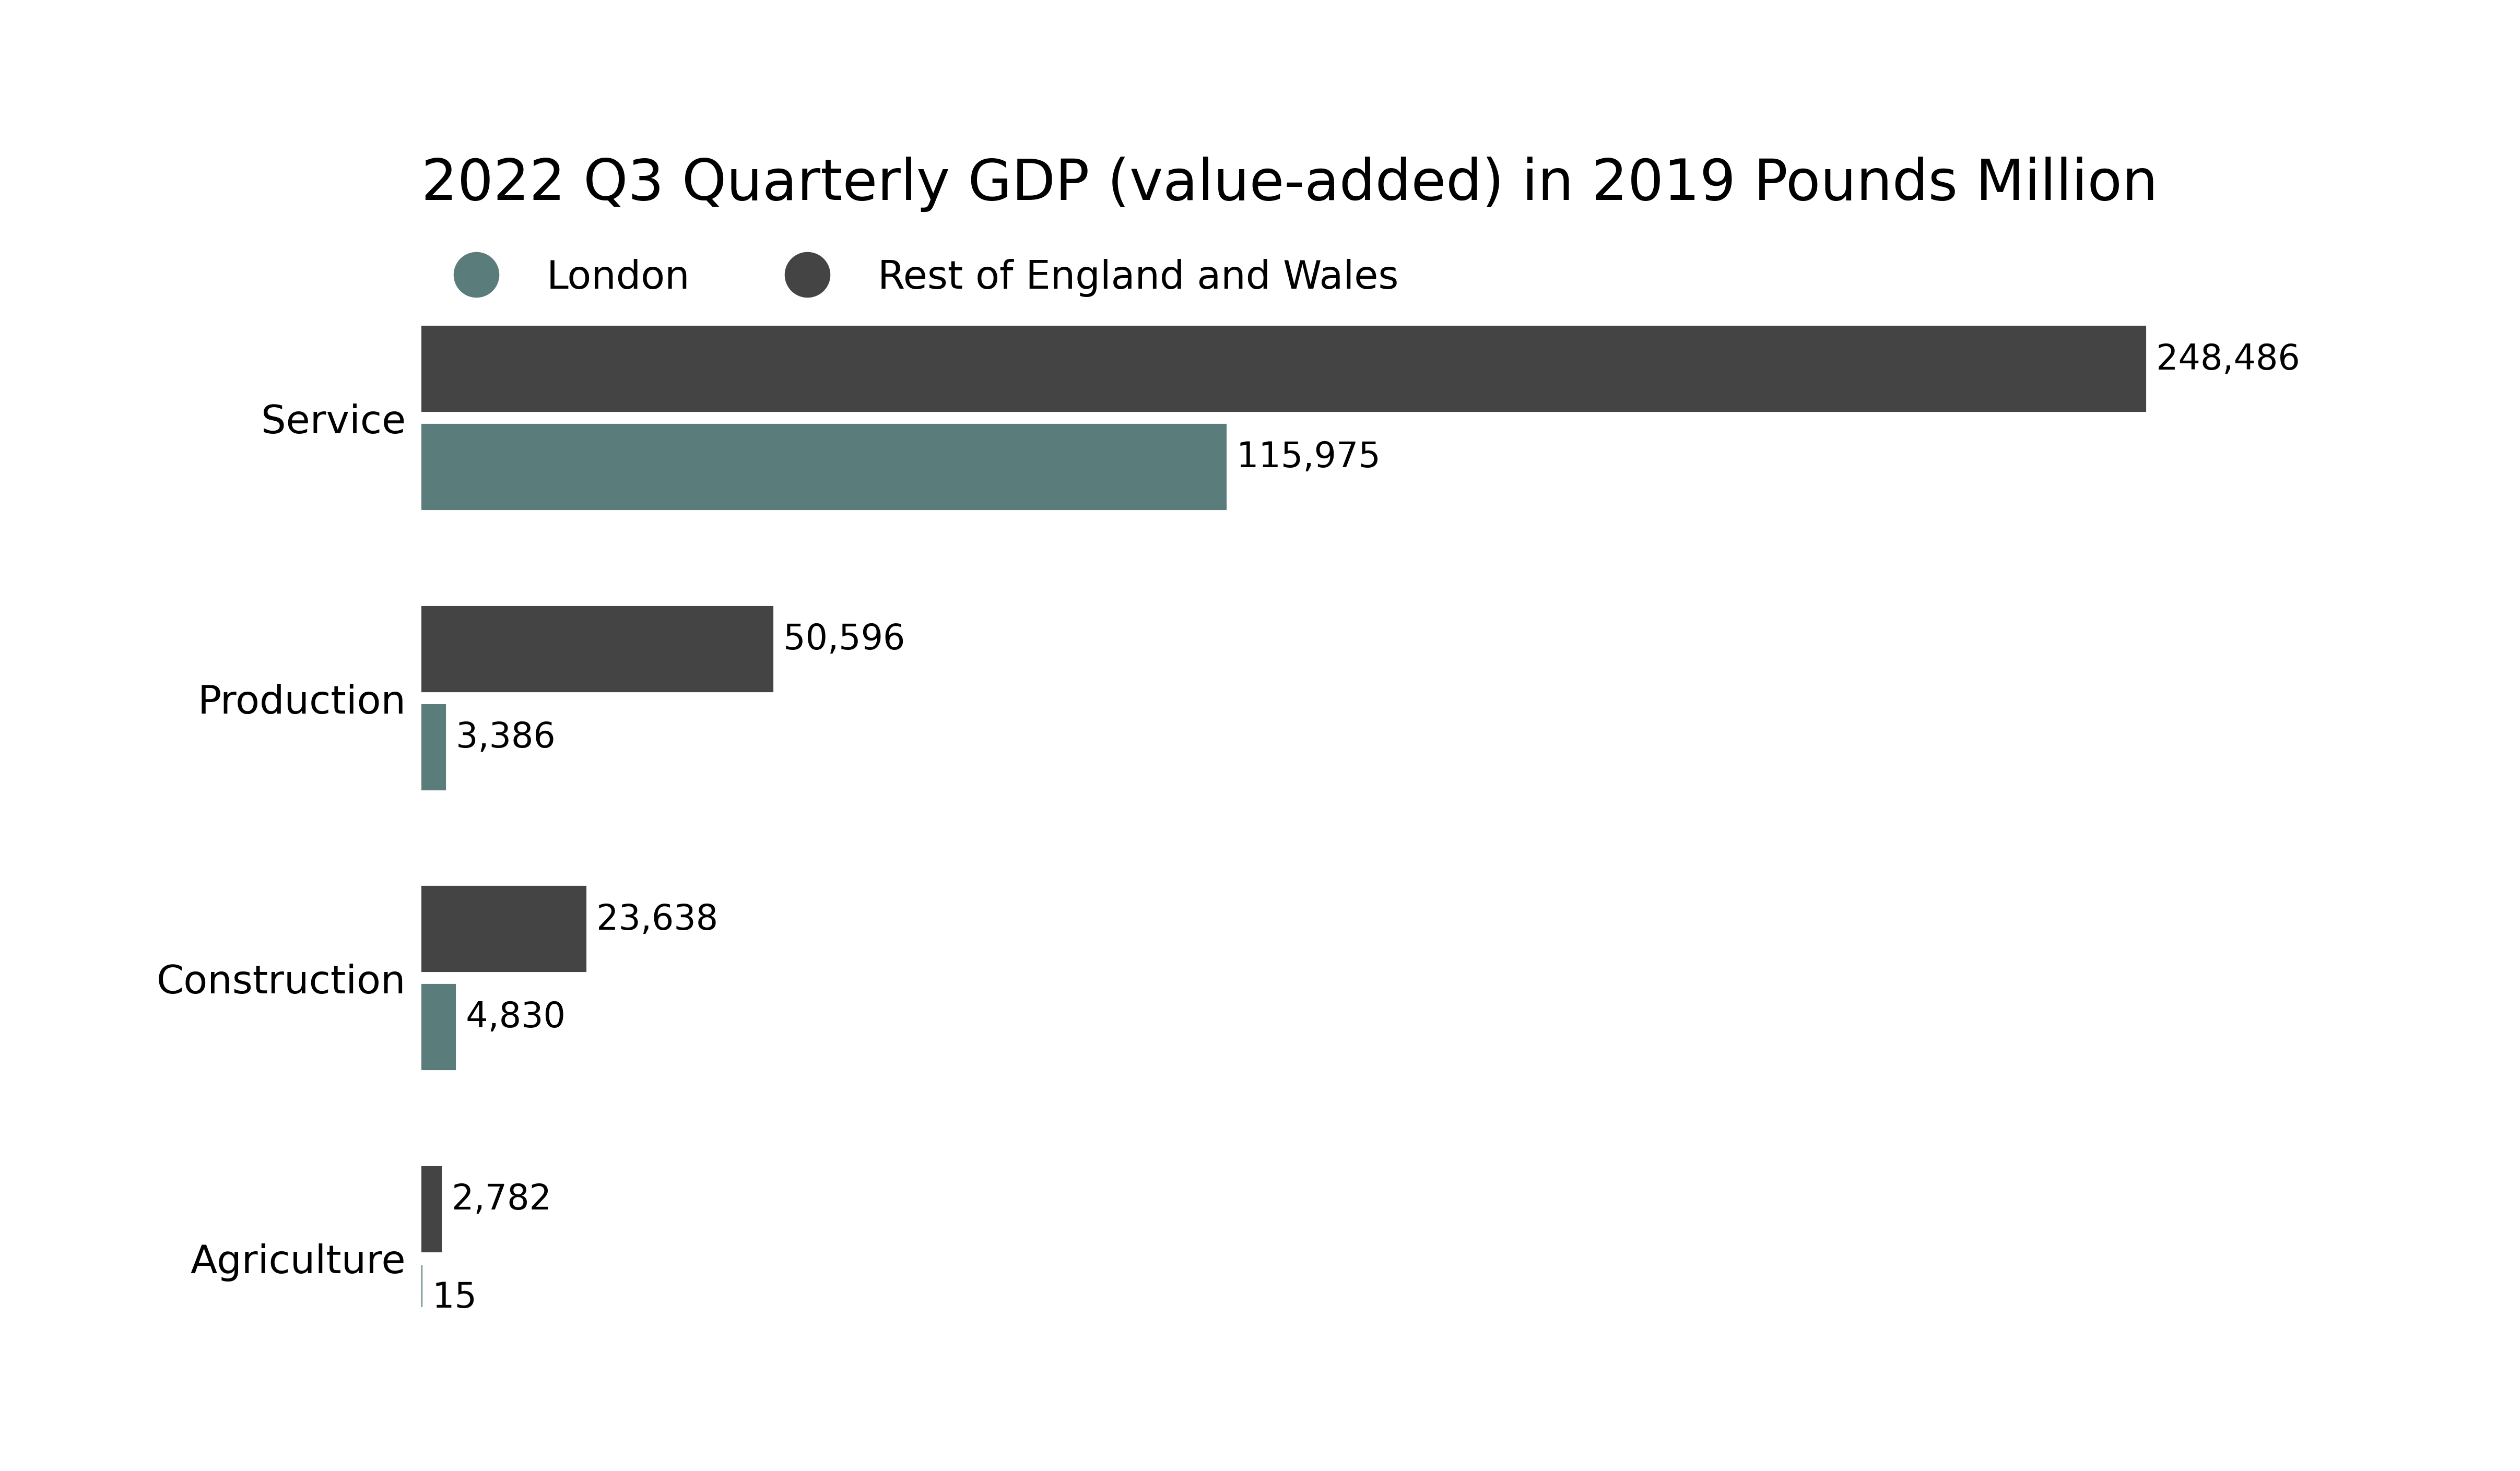 2022 Q3 Quarterly GDP (value-added) in 2019 Pounds Million
London Rest of England and Wales
248,486
Service
115,975
50,596
Production
3,386
23,638
Construction
4,830
2,782
Agriculture
15